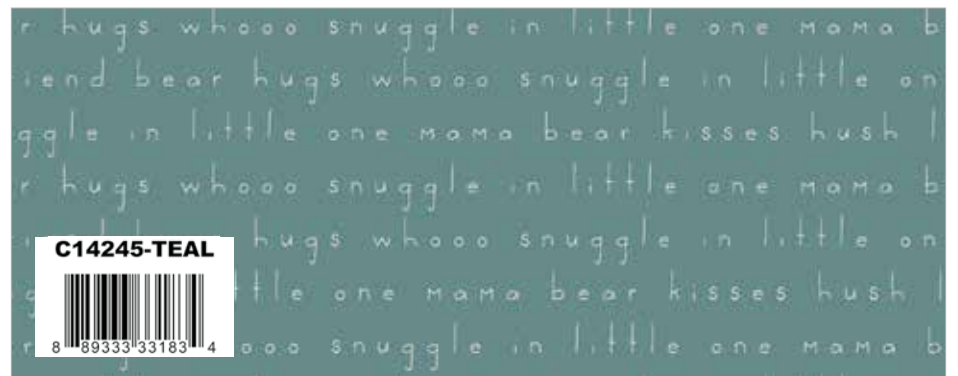 r hugs whooo snuggle in little one mama b
iend bear hugs whooo snuggle in little on
ggle in little one mama bear kisses hush l
r hugs whooo snuggle in little one mama b
hugs whooo snuggle in little on
ttle one mama bear kisses hush l
r ooo snuggle in little one mama b
C14245-TEAL
8 89333 33183 4